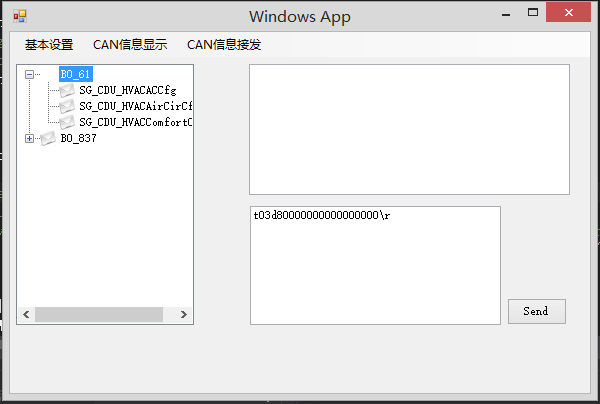 Windows App
基本设置 CAN信息显示 CAN信息接发
BO_61
SG_CDU_HVACACCfg
SG_CDU_HVACAirCirCf
SG_CDU_HVACComfortC
BO_837
t03d80000000000000000\r
Send